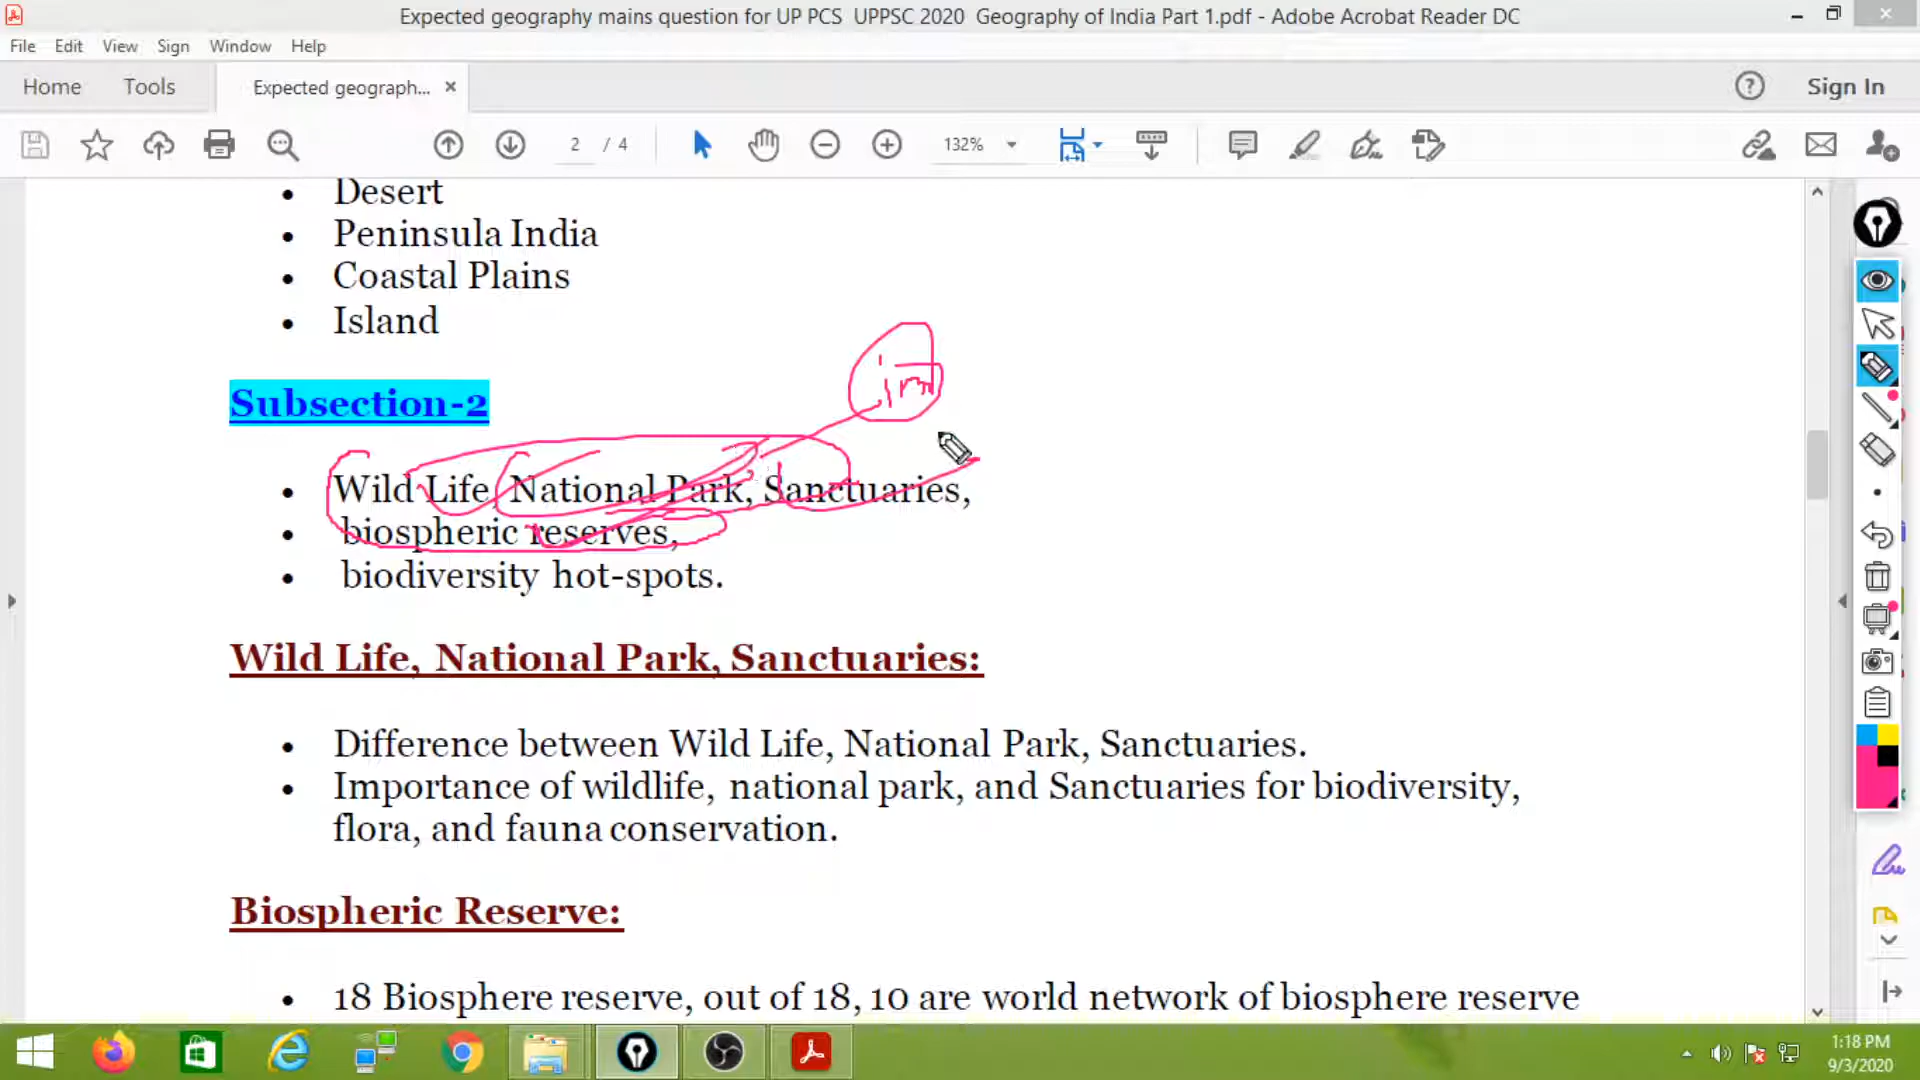 Expected geography mains question for UP PCS UPPSC 2020 Geography of India Part 1.pdf - Adobe Acrobat Reader DC
File Edit View Sign Window Help
Home Tools Expected geograph... × Sign In
2 / 4 132%
• Desert
• Peninsula India
• Coastal Plains
• Island
Subsection-2
• Wild Life, National Park, Sanctuaries,
• biospheric reserves,
• biodiversity hot-spots.
Wild Life, National Park, Sanctuaries:
• Difference between Wild Life, National Park, Sanctuaries.
• Importance of wildlife, national park, and Sanctuaries for biodiversity,
flora, and fauna conservation.
Biospheric Reserve:
• 18 Biosphere reserve, out of 18, 10 are world network of biosphere reserve
1:18 PM
9/3/2020